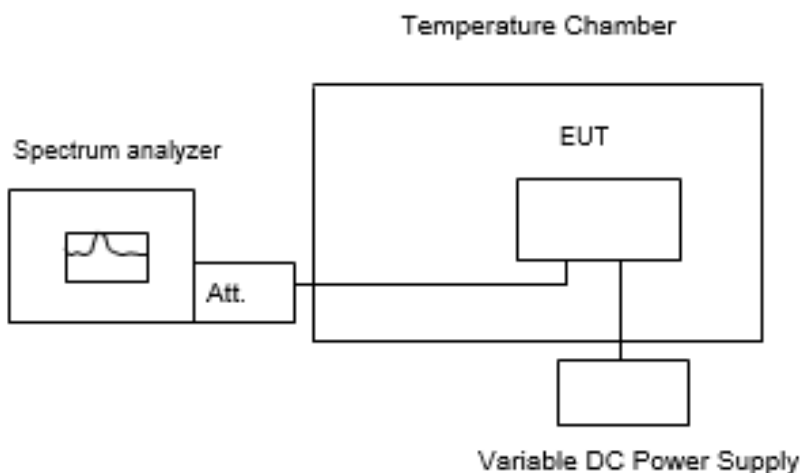 Temperature Chamber
EUT
Spectrum analyzer
Att.
Variable DC Power Supply